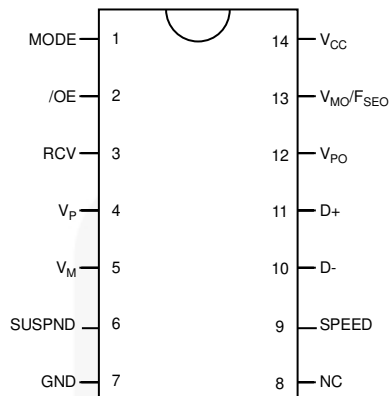 MODE 1 14 VCC
/OE 2 13 VMO/FSEO
RCV 3 12 VPO
VP 4 11 D+
VM 5 10 D-
SUSPND 6 9 SPEED
GND 7 8 NC